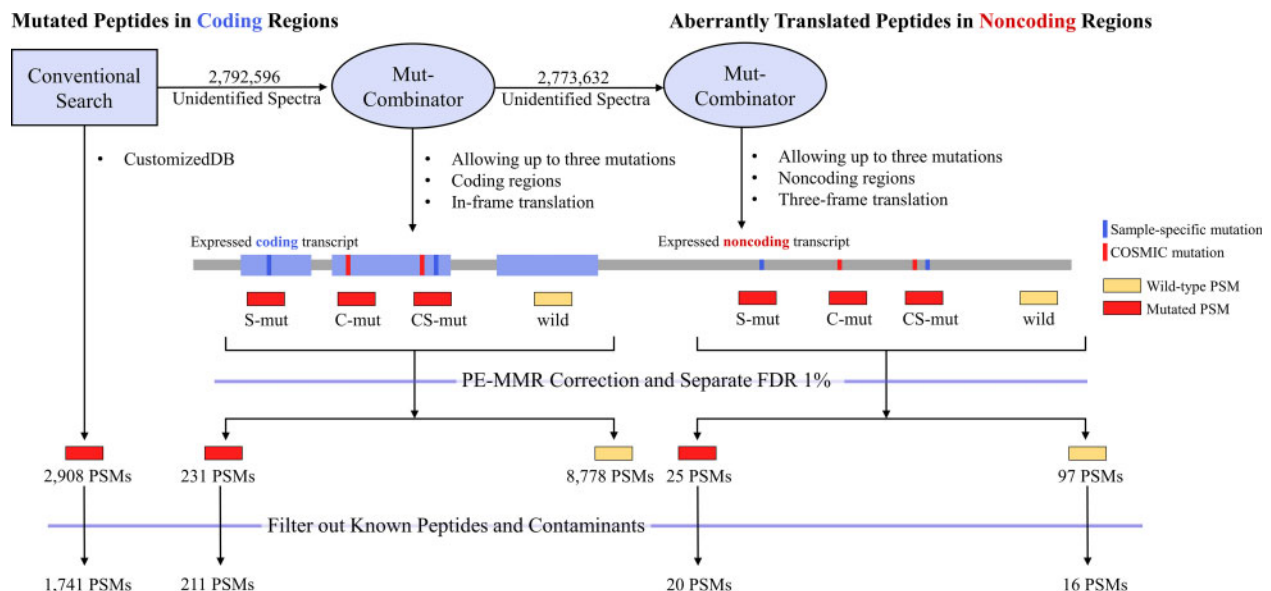 Mutated Peptides in Coding Regions
Aberrantly Translated Peptides in Noncoding Regions
Conventional
Search
2,792,596
Unidentified Spectra
Mut-
Combinator
2,773,632
Unidentified Spectra
Mut-
Combinator
• CustomizedDB
• Allowing up to three mutations
• Coding regions
• In-frame translation
• Allowing up to three mutations
• Noncoding regions
• Three-frame translation
Expressed coding transcript
Expressed noncoding transcript
Sample-specific mutation
COSMIC mutation
Wild-type PSM
Mutated PSM
S-mut
C-mut
CS-mut
wild
S-mut
C-mut
CS-mut
wild
PE-MMR Correction and Separate FDR 1%
2,908 PSMs
231 PSMs
8,778 PSMs
25 PSMs
97 PSMs
Filter out Known Peptides and Contaminants
1,741 PSMs
211 PSMs
20 PSMs
16 PSMs